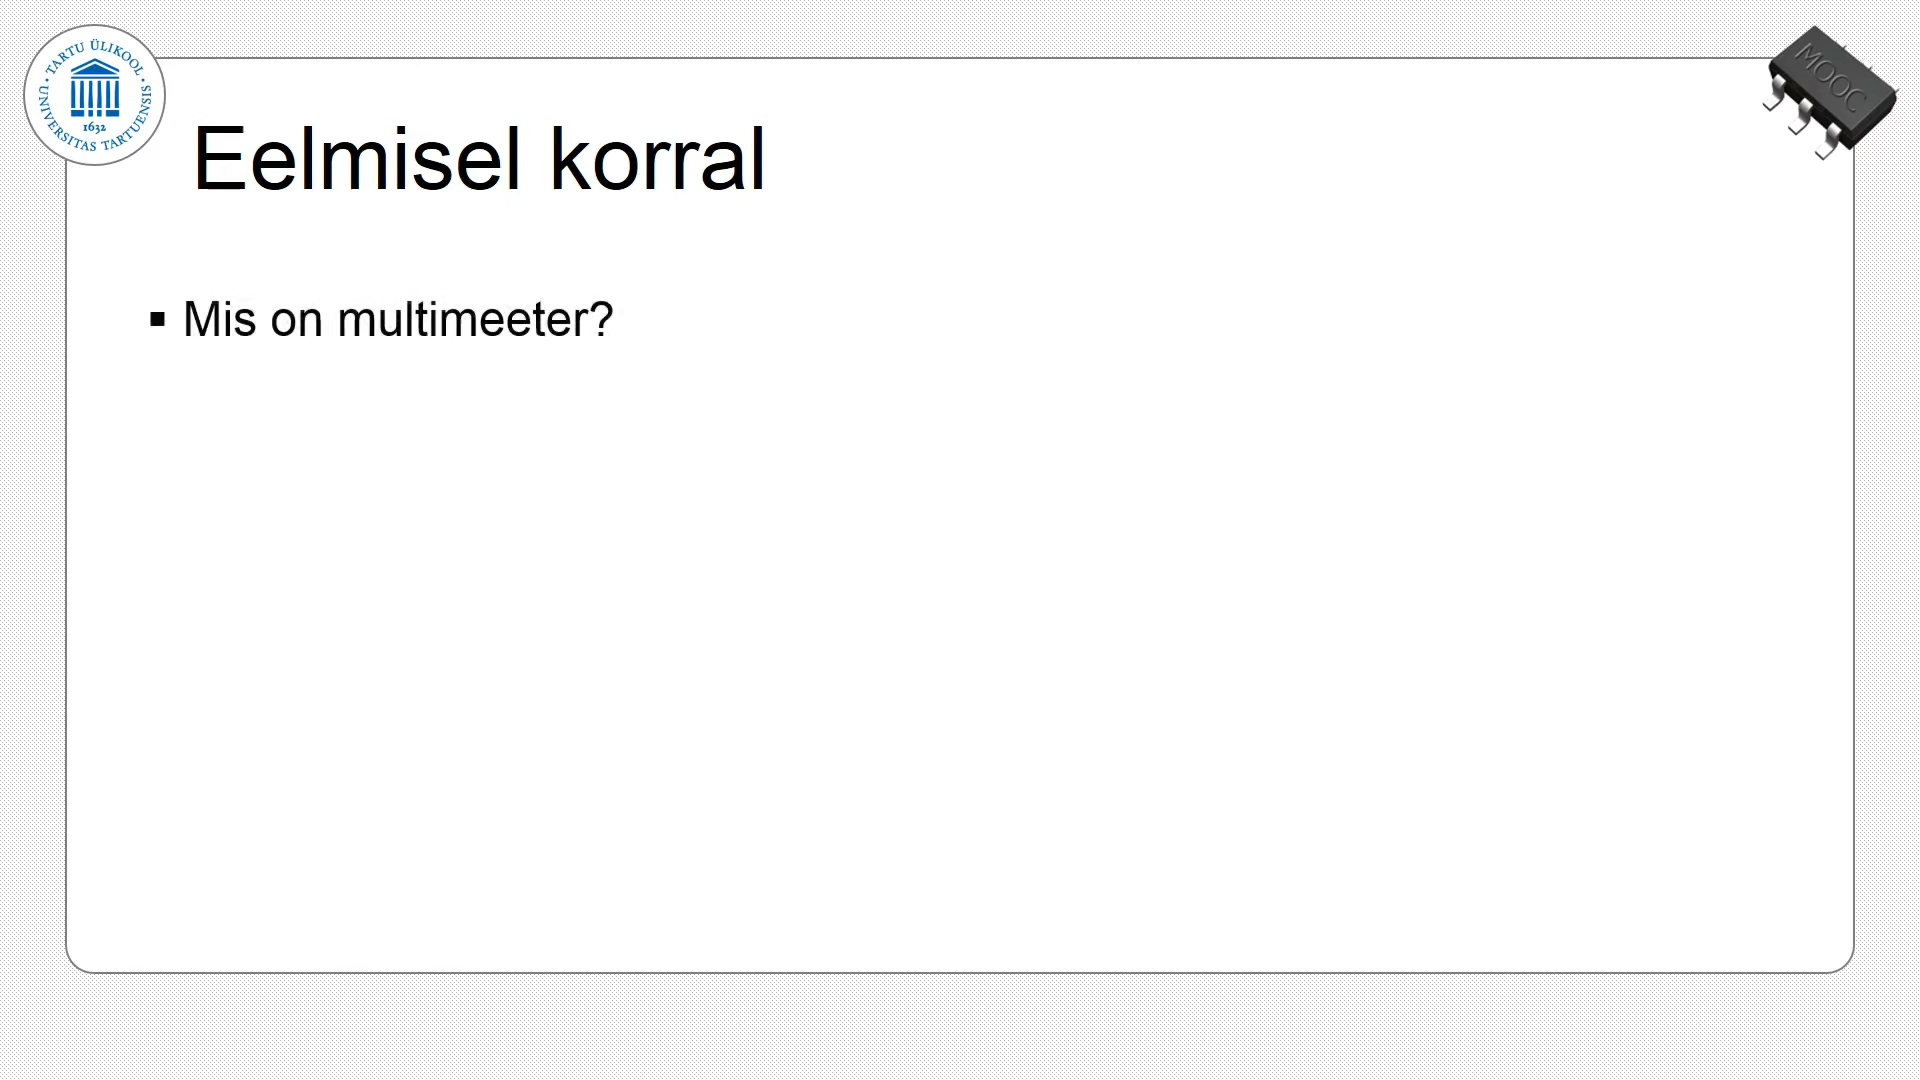 TARTU ÜLIKOOL
UNIVERSITAS TARTUENSIS
1632
MOOC
Eelmisel korral
▪ Mis on multimeeter?